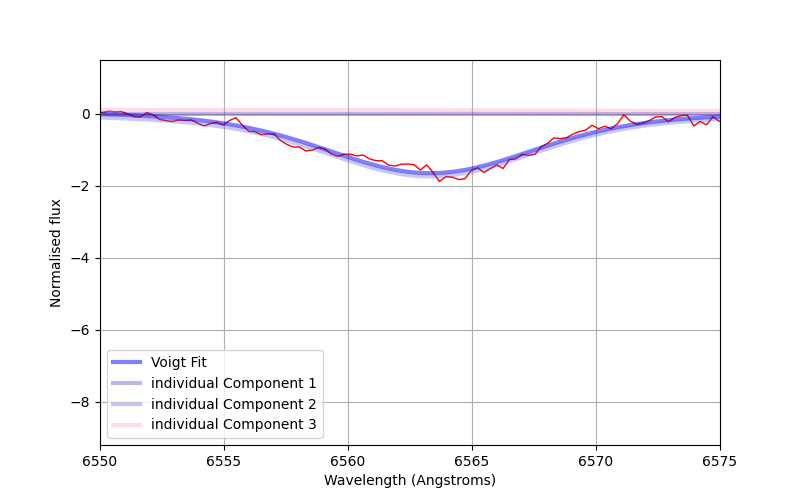 0
−2
−4
−6
−8
Normalised flux
Voigt Fit
individual Component 1
individual Component 2
individual Component 3
6550 6555 6560 6565 6570 6575
Wavelength (Angstroms)